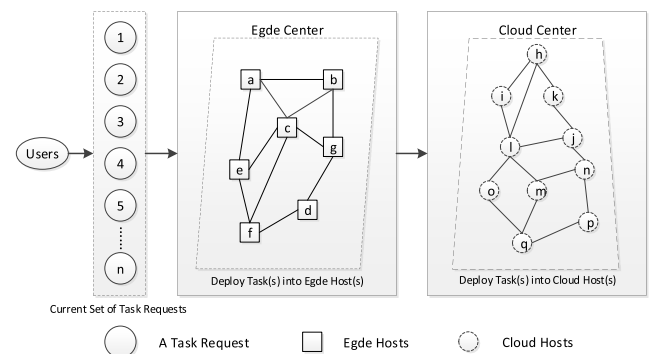 Egde Center
Cloud Center
1
2
3
4
5
n
Users
a
b
c
g
e
d
f
h
i
k
j
l
n
o
m
p
q
Deploy Task(s) into Egde Host(s)
Deploy Task(s) into Cloud Host(s)
Current Set of Task Requests
A Task Request
Egde Hosts
Cloud Hosts